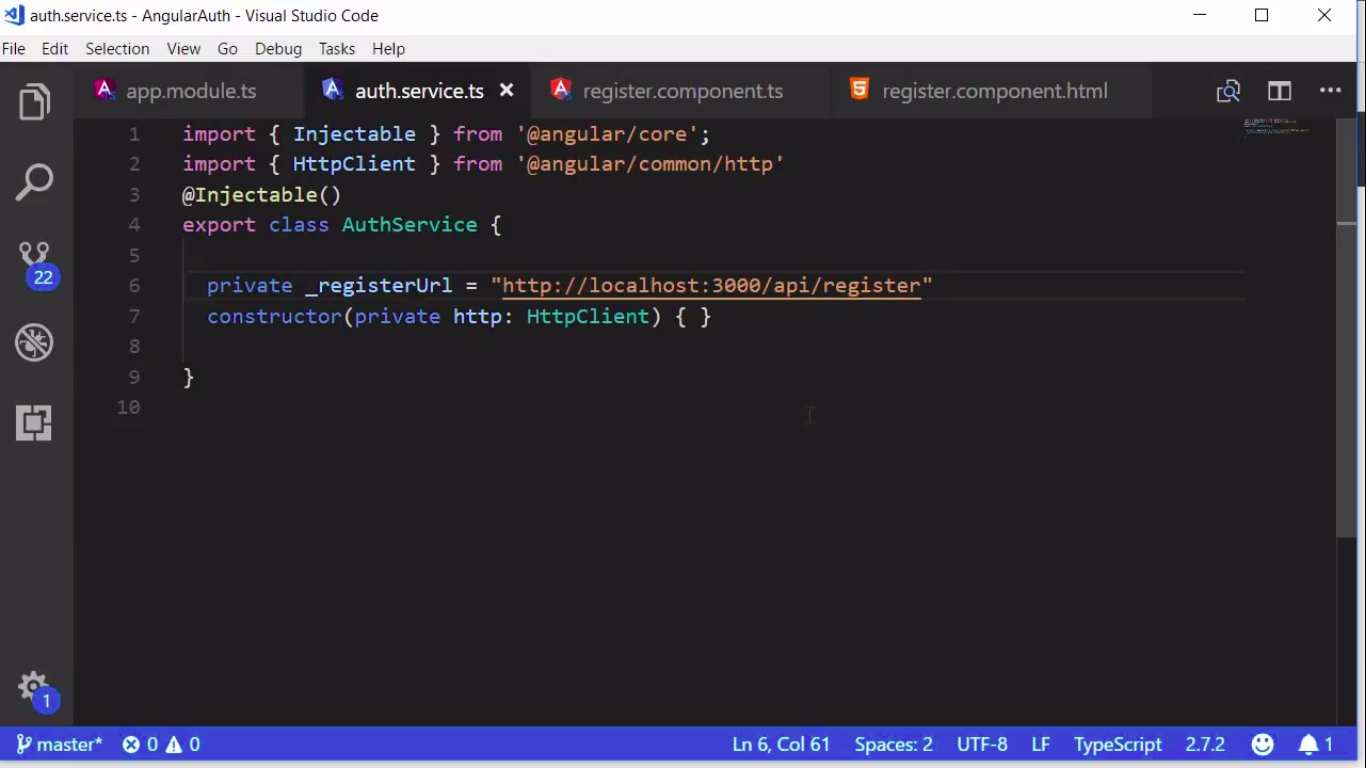 auth.service.ts - AngularAuth - Visual Studio Code
File Edit Selection View Go Debug Tasks Help
app.module.ts auth.service.ts register.component.ts register.component.html
1 import { Injectable } from '@angular/core';
2 import { HttpClient } from '@angular/common/http'
3 @Injectable()
4 export class AuthService {
5
6 private _registerUrl = "http://localhost:3000/api/register"
7 constructor(private http: HttpClient) { }
8
9 }
10
22
1
master* 0 0 Ln 6, Col 61 Spaces: 2 UTF-8 LF TypeScript 2.7.2 1